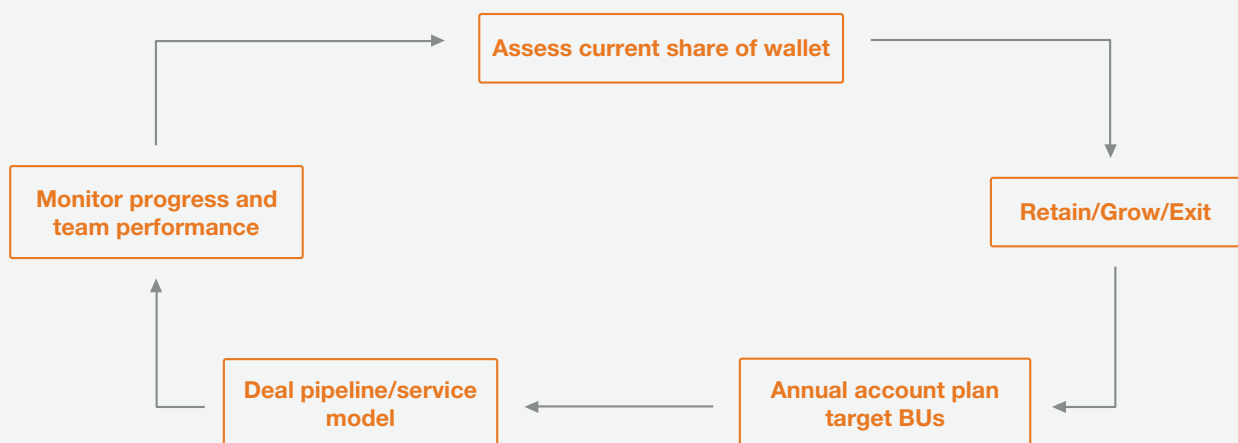 Assess current share of wallet
Monitor progress and
team performance
Retain/Grow/Exit
Deal pipeline/service
model
Annual account plan
target BUs